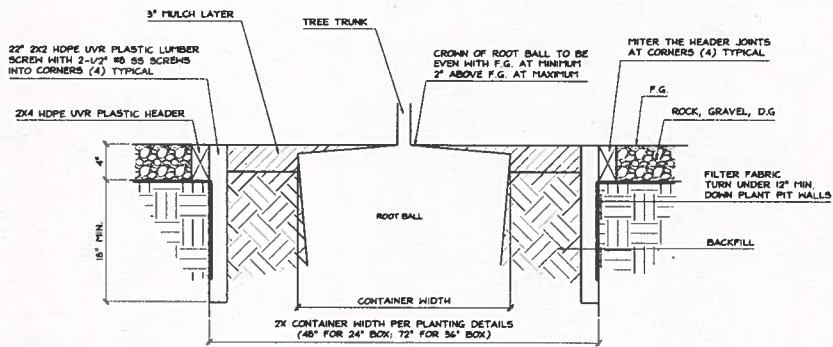 3" MULCH LAYER
TREE TRUNK
22" 2X2 HDPE UVR PLASTIC LUMBER
SCREW WITH 2-1/2" #8 SS SCREWS
INTO CORNERS (4) TYPICAL
CROWN OF ROOT BALL TO BE
EVEN WITH F.G. AT MINIMUM
2" ABOVE F.G. AT MAXIMUM
MITER THE HEADER JOINTS
AT CORNERS (4) TYPICAL
2X4 HDPE UVR PLASTIC HEADER
F.G.
ROCK, GRAVEL, D.G
4"
FILTER FABRIC
TURN UNDER 12" MIN.
DOWN PLANT PIT WALLS
ROOT BALL
18" MIN.
BACKFILL
CONTAINER WIDTH
2X CONTAINER WIDTH PER PLANTING DETAILS
(48" FOR 24" BOX; 72" FOR 36" BOX)